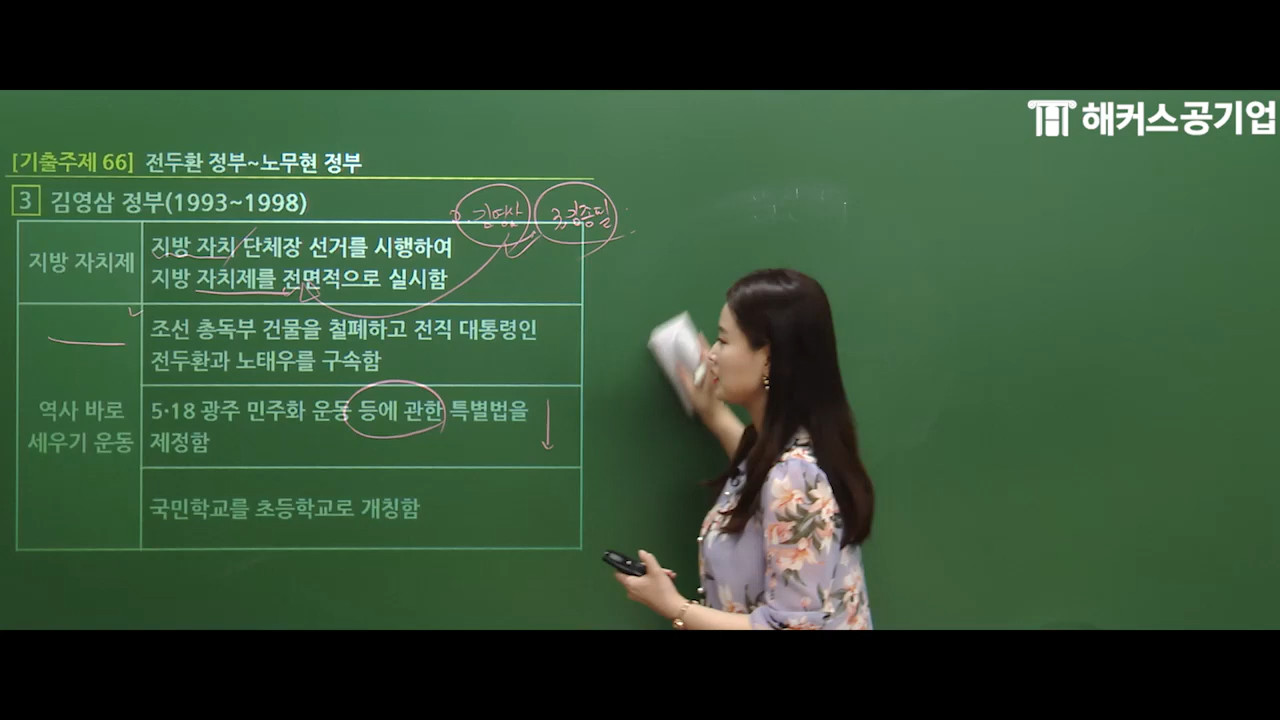 해커스공기업
[기출주제 66] 전두환 정부~노무현 정부
3 김영삼 정부(1993~1998)
2. 김영삼 3. 김종필
지방 자치제
지방 자치 단체장 선거를 시행하여
지방 자치제를 전면적으로 실시함
역사 바로
세우기 운동
조선 총독부 건물을 철폐하고 전직 대통령인
전두환과 노태우를 구속함
5·18 광주 민주화 운동 등에 관한 특별법을
제정함
국민학교를 초등학교로 개칭함